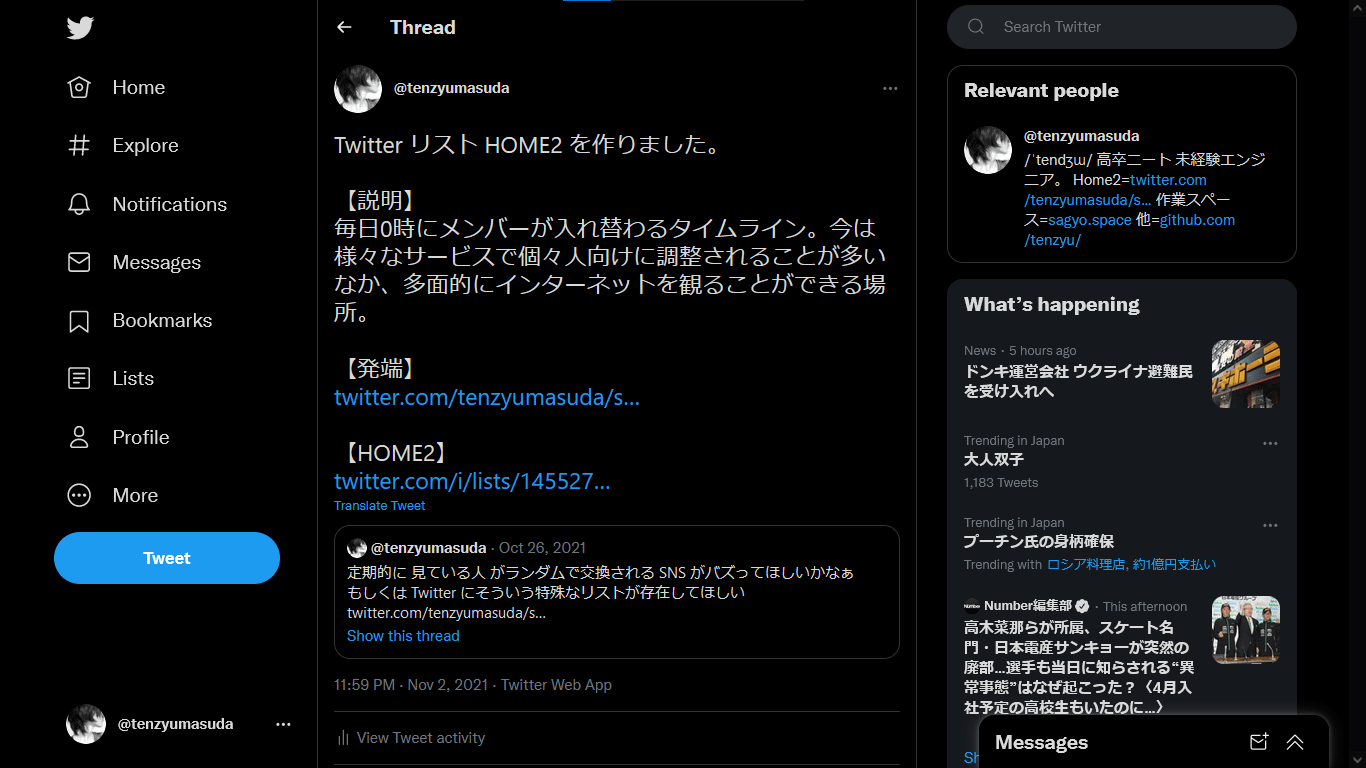 Home
Explore
Notifications
Messages
Bookmarks
Lists
Profile
More
Tweet
@tenzyumasuda
Thread
@tenzyumasuda
Twitter リスト HOME2 を作りました。
【説明】
毎日0時にメンバーが入れ替わるタイムライン。今は
様々なサービスで個々人向けに調整されることが多い
なか、多面的にインターネットを観ることができる場
所。
【発端】
twitter.com/tenzyumasuda/s...
【HOME2】
twitter.com/i/lists/145527...
Translate Tweet
@tenzyumasuda · Oct 26, 2021
定期的に 見ている人 がランダムで交換される SNS がバズってほしいかなぁ
もしくは Twitter にそういう特殊なリストが存在してほしい
twitter.com/tenzyumasuda/s...
Show this thread
11:59 PM · Nov 2, 2021 · Twitter Web App
View Tweet activity
Search Twitter
Relevant people
@tenzyumasuda
/ˈtendʒɯ/ 高卒ニート 未経験エンジ
ニア。 Home2=twitter.com
/tenzyumasuda/s... 作業スペー
ス=sagyo.space 他=github.com
/tenzyu/
What's happening
News · 5 hours ago
ドンキ運営会社 ウクライナ避難民
を受け入れへ
Trending in Japan
大人双子
1,183 Tweets
Trending in Japan
プーチン氏の身柄確保
Trending with ロシア料理店, 約1億円支払い
Number編集部 · This afternoon
高木菜那らが所属、スケート名
門・日本電産サンキョーが突然の
廃部...選手も当日に知らされる“異
常事態”はなぜ起こった？〈4月入
社予定の高校生もいたのに...〉
Messages